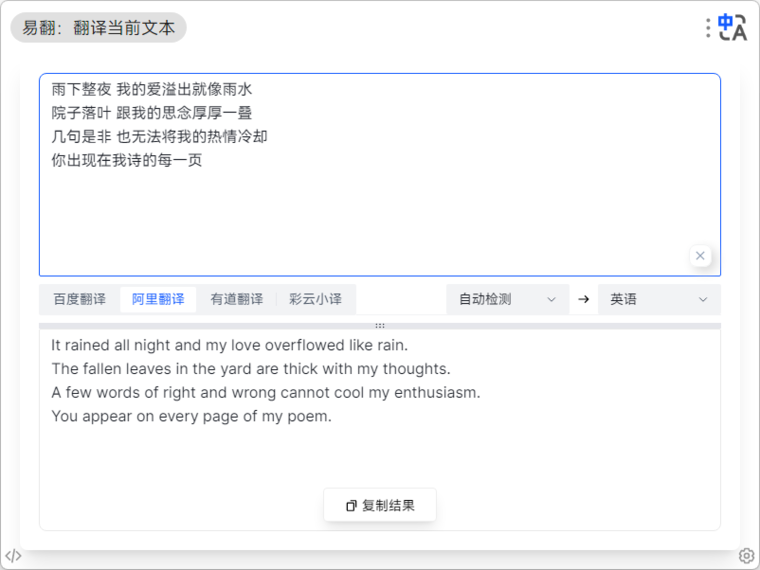 易翻：翻译当前文本
中A
雨下整夜 我的爱溢出就像雨水
院子落叶 跟我的思念厚厚一叠
几句是非 也无法将我的热情冷却
你出现在我诗的每一页
百度翻译 阿里翻译 有道翻译 彩云小译 自动检测 → 英语
It rained all night and my love overflowed like rain.
The fallen leaves in the yard are thick with my thoughts.
A few words of right and wrong cannot cool my enthusiasm.
You appear on every page of my poem.
复制结果